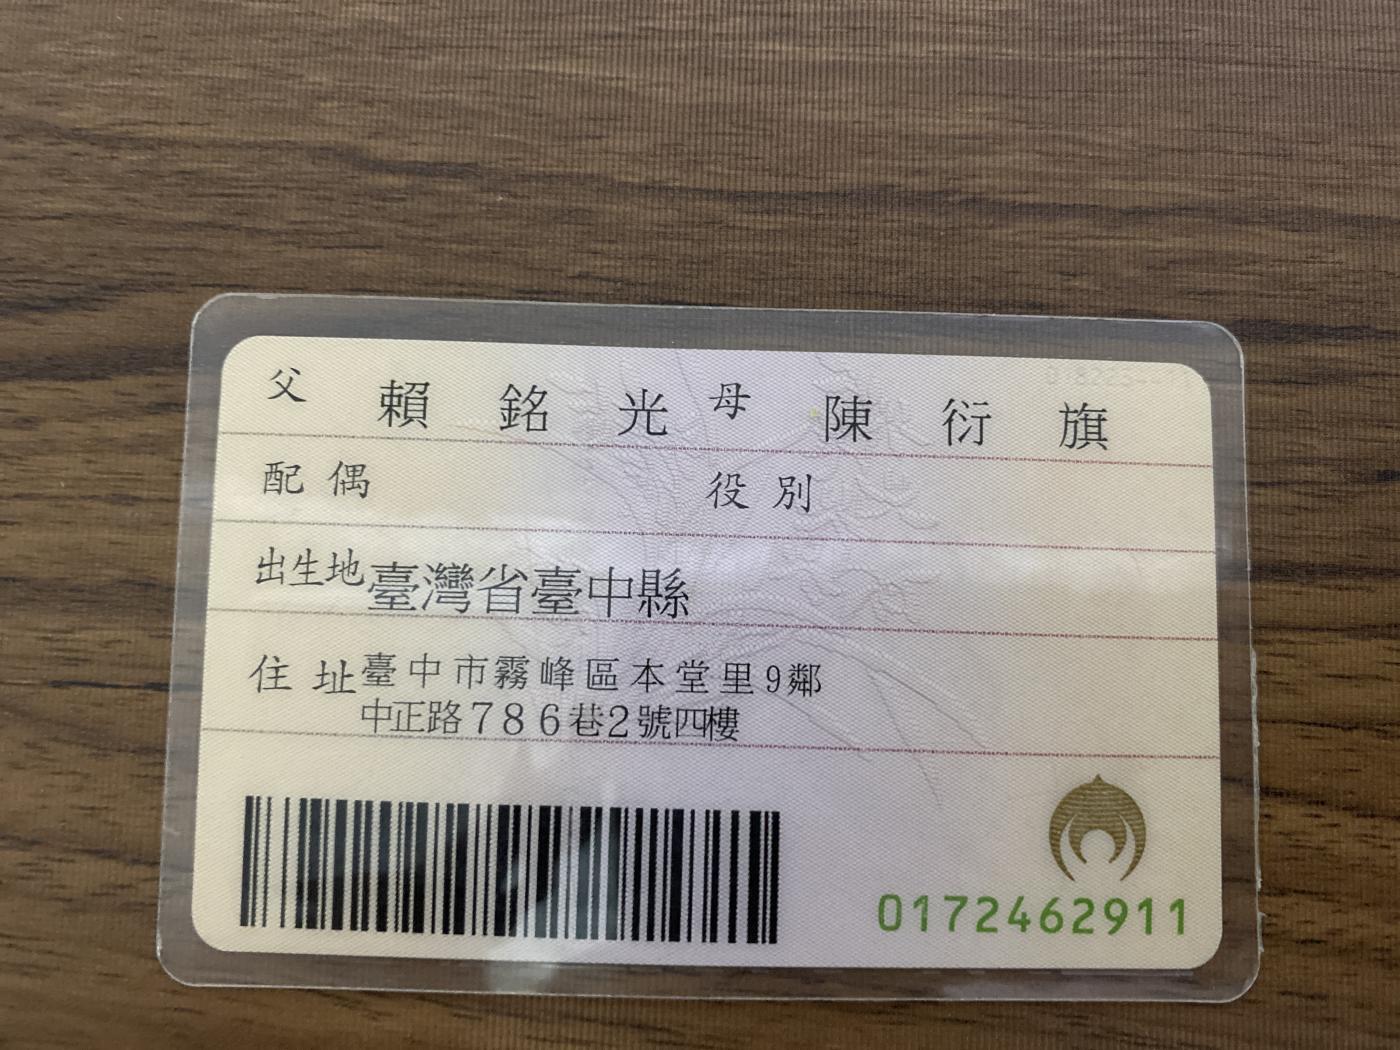 父 賴銘光 母 陳衍旗
配偶 役別
出生地 臺灣省臺中縣
住址 臺中市霧峰區本堂里9鄰
中正路786巷2號四樓
0172462911